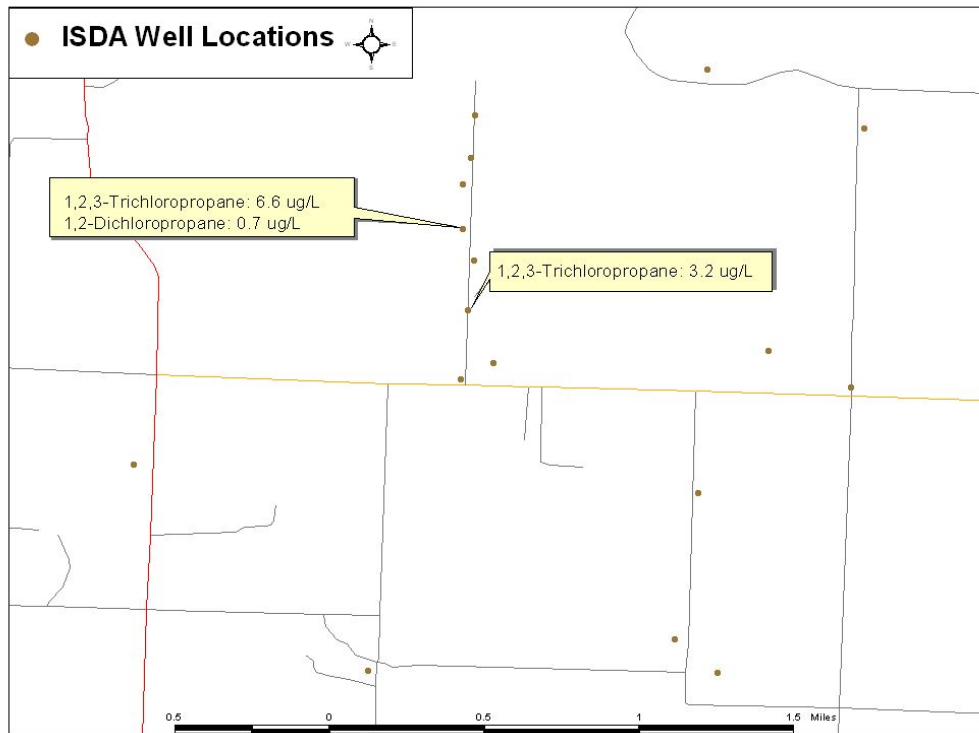 ISDA Well Locations
N
W E
S
1,2,3-Trichloropropane: 6.6 ug/L
1,2-Dichloropropane: 0.7 ug/L
1,2,3-Trichloropropane: 3.2 ug/L
0.5 0 0.5 1 1.5 Miles